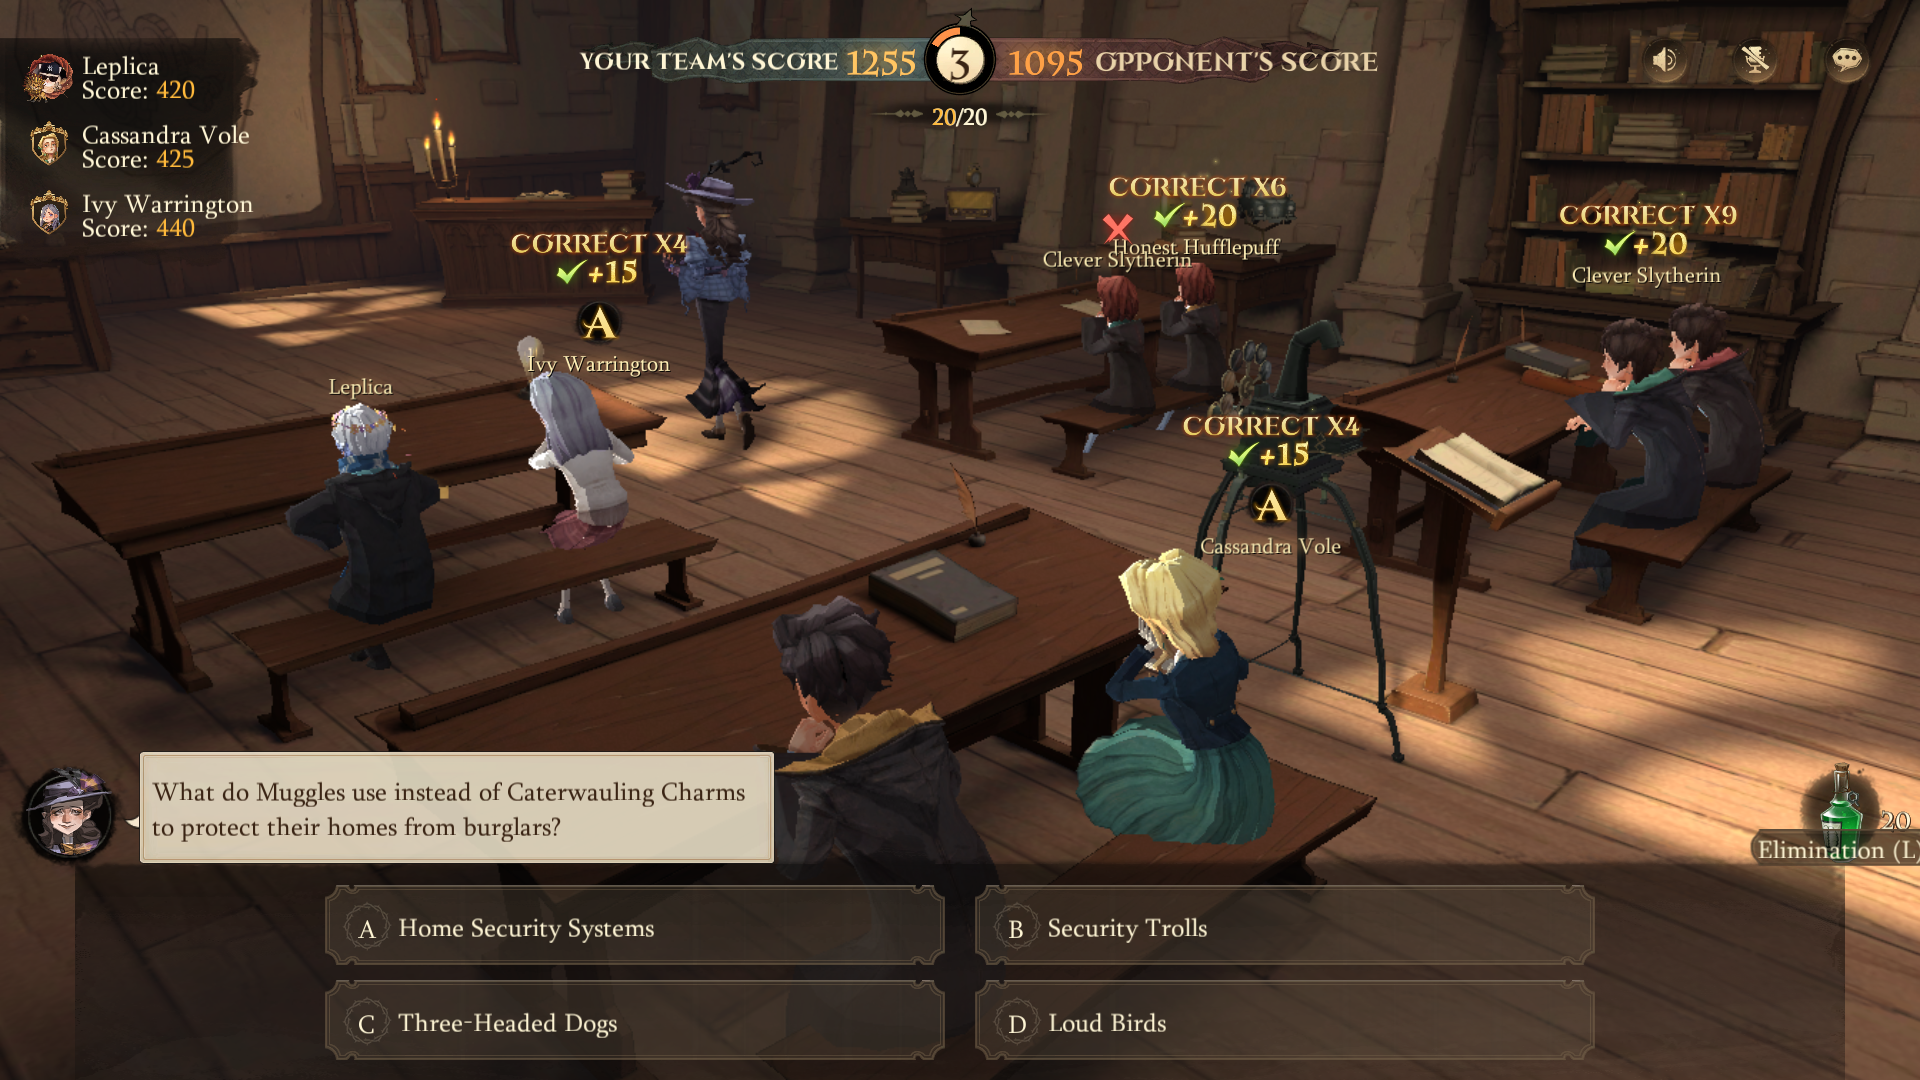 YOUR TEAM'S SCORE 1255 3 1095 OPPONENT'S SCORE
20/20
Leplica
Score: 420
Cassandra Vole
Score: 425
Ivy Warrington
Score: 440
CORRECT X4
+15
A
Ivy Warrington
Leplica
CORRECT X6
+20
Honest Hufflepuff
Clever Slytherin
CORRECT X9
+20
Clever Slytherin
CORRECT X4
+15
A
Cassandra Vole
What do Muggles use instead of Caterwauling Charms
to protect their homes from burglars?
20
Elimination (L)
A Home Security Systems
B Security Trolls
C Three-Headed Dogs
D Loud Birds